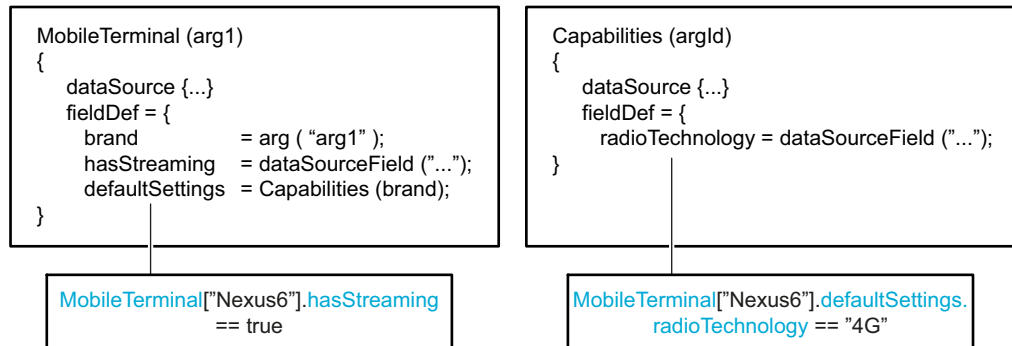 MobileTerminal (arg1)
{
dataSource {...}
fieldDef = {
brand = arg ( “arg1” );
hasStreaming = dataSourceField (”...”);
defaultSettings = Capabilities (brand);
}
MobileTerminal[”Nexus6”].hasStreaming
== true
Capabilities (argId)
{
dataSource {...}
fieldDef = {
radioTechnology = dataSourceField (”...”);
}
MobileTerminal[”Nexus6”].defaultSettings.
radioTechnology == ”4G”